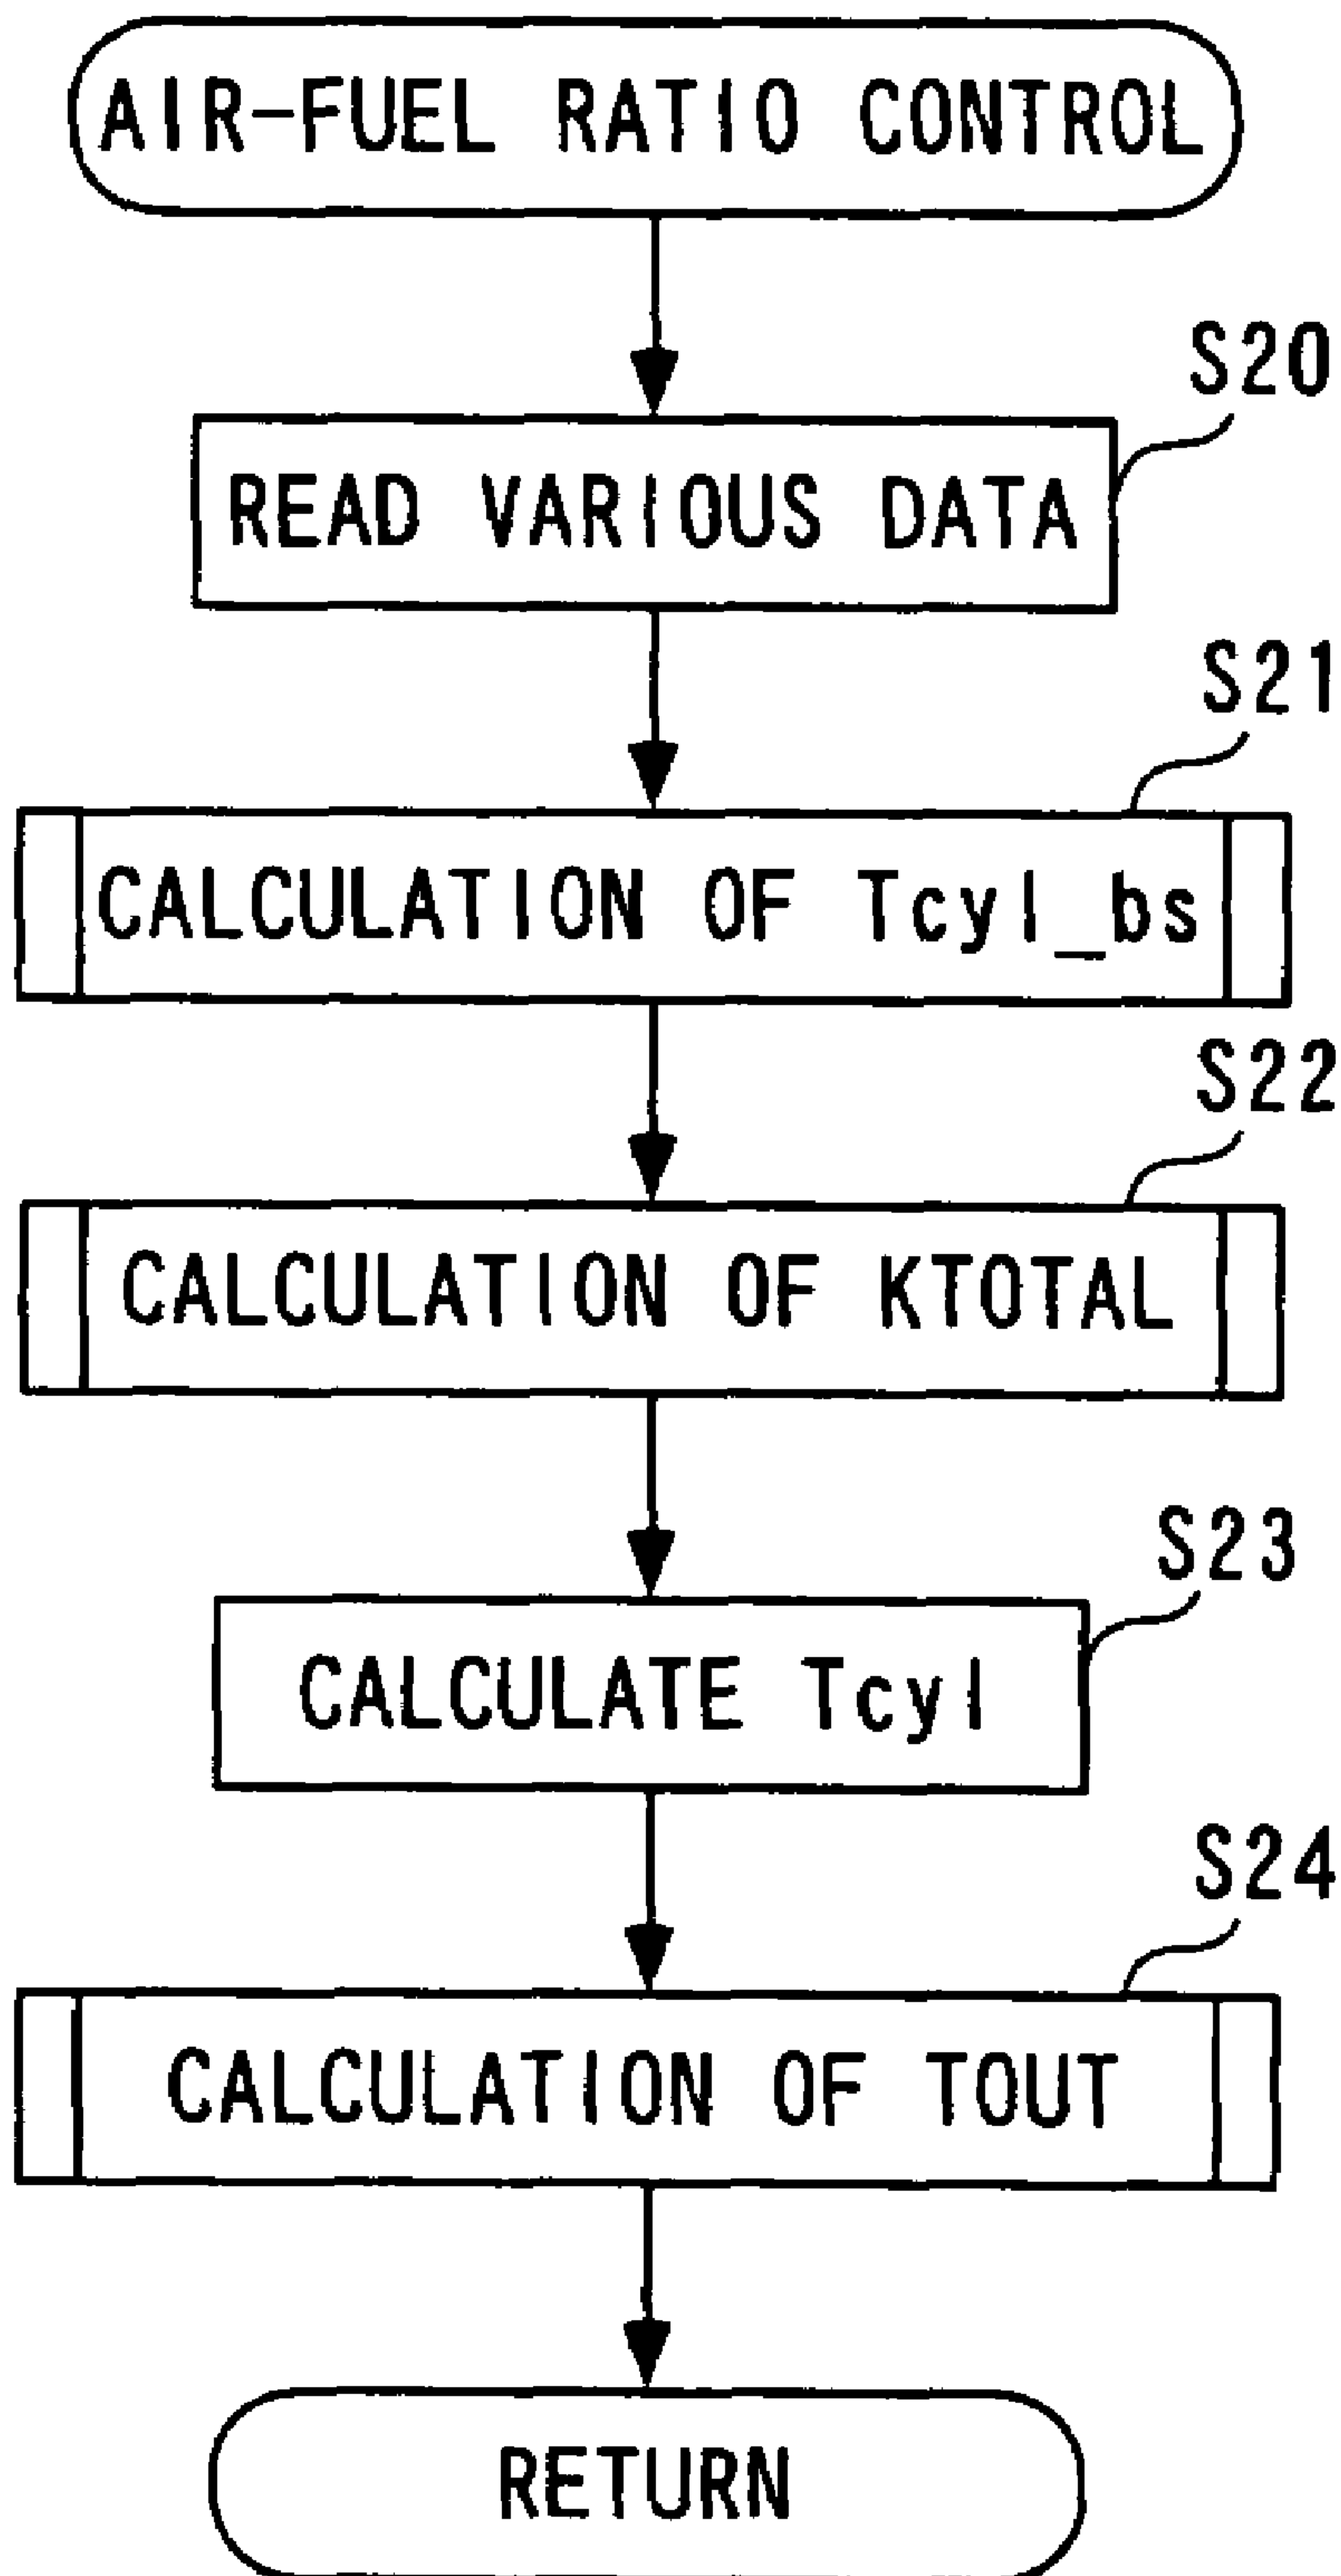 AIR-FUEL RATIO CONTROL
S20
READ VARIOUS DATA
S21
CALCULATION OF Tcyl_bs
S22
CALCULATION OF KTOTAL
S23
CALCULATE Tcyl
S24
CALCULATION OF TOUT
RETURN